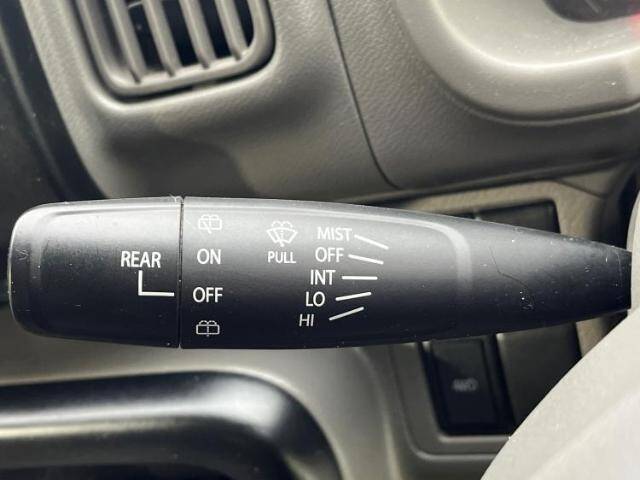 REAR
ON
OFF
PULL
MIST
OFF
INT
LO
HI
4WD